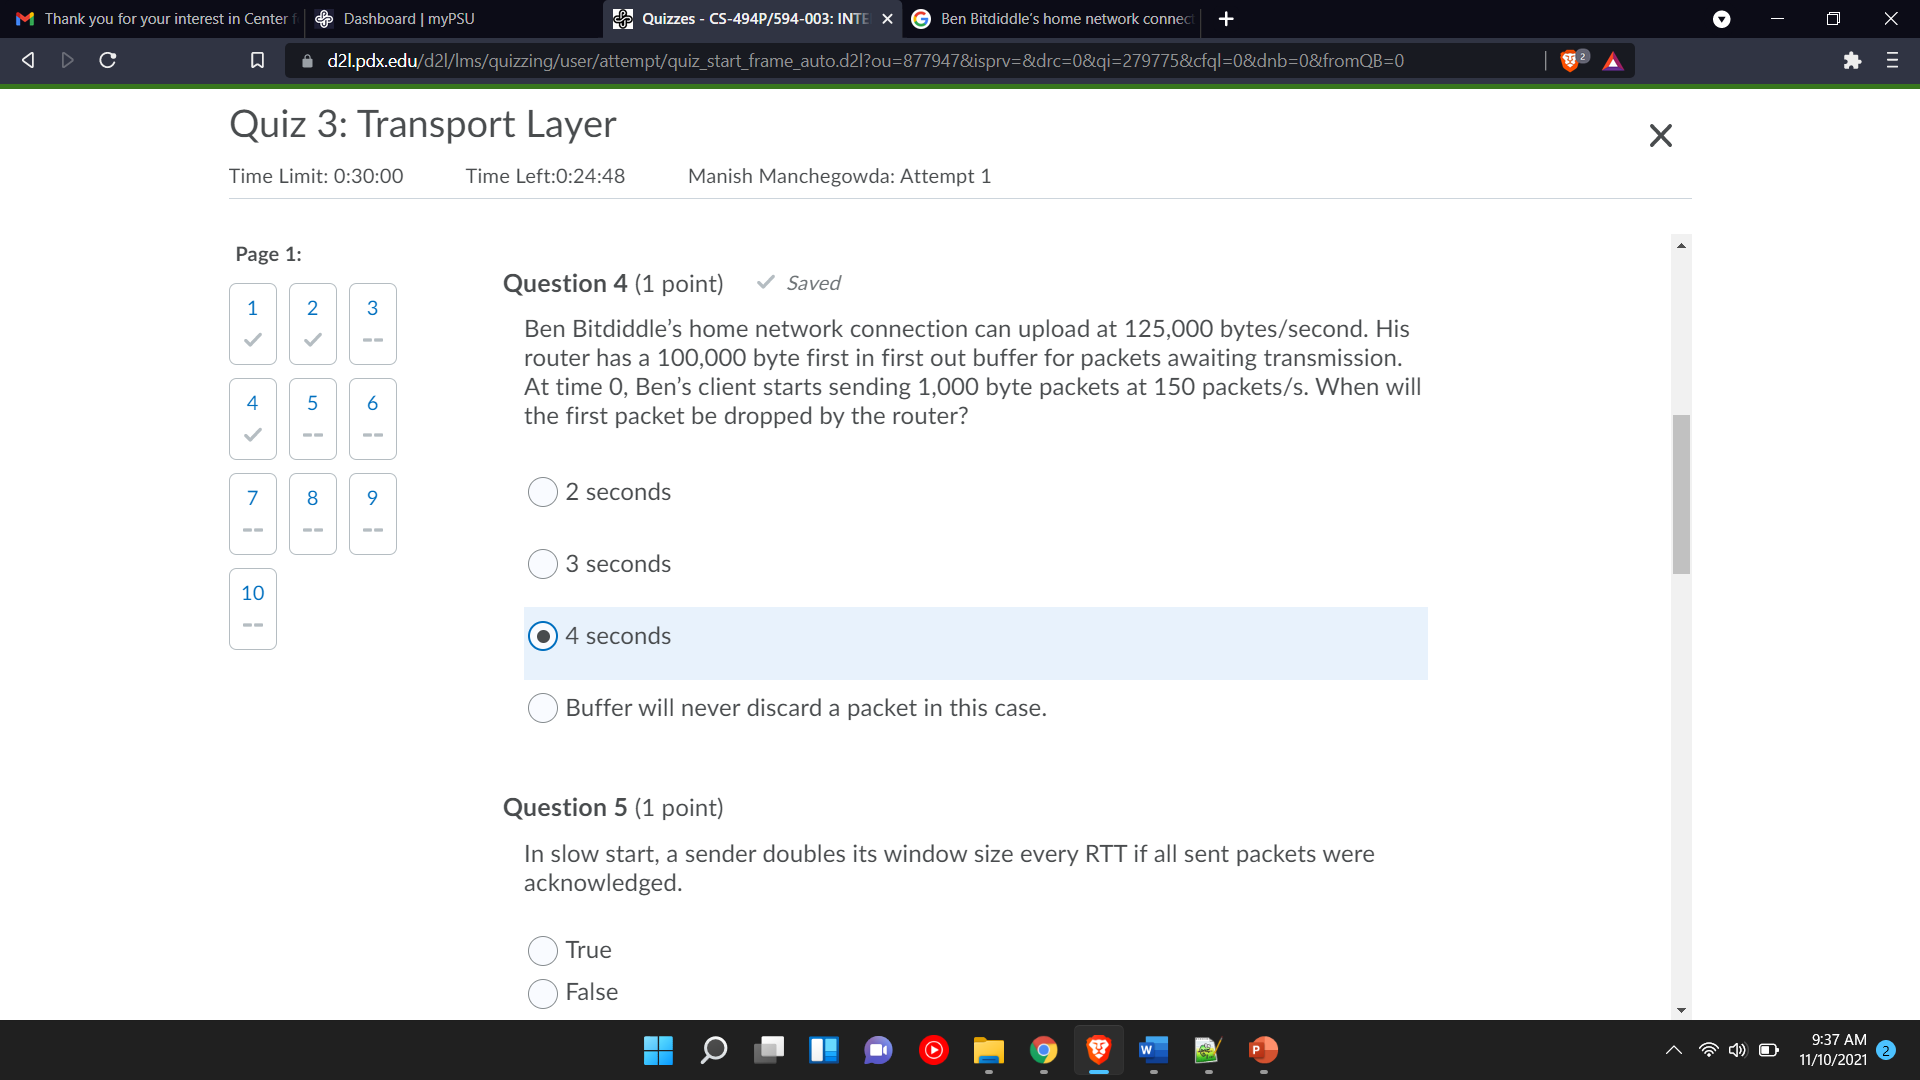 Thank you for your interest in Center f
Dashboard | myPSU
Quizzes - CS-494P/594-003: INTE
Ben Bitdiddle's home network connect
d2l.pdx.edu/d2l/lms/quizzing/user/attempt/quiz_start_frame_auto.d2l?ou=877947&isprv=&drc=0&qi=279775&cfql=0&dnb=0&fromQB=0
2
Quiz 3: Transport Layer
Time Limit: 0:30:00 Time Left:0:24:48 Manish Manchegowda: Attempt 1
Page 1:
1 2 3
-- 
4 5 6
-- --
7 8 9
-- -- --
10
--
Question 4 (1 point) Saved
Ben Bitdiddle’s home network connection can upload at 125,000 bytes/second. His
router has a 100,000 byte first in first out buffer for packets awaiting transmission.
At time 0, Ben’s client starts sending 1,000 byte packets at 150 packets/s. When will
the first packet be dropped by the router?
2 seconds
3 seconds
4 seconds
Buffer will never discard a packet in this case.
Question 5 (1 point)
In slow start, a sender doubles its window size every RTT if all sent packets were
acknowledged.
True
False
W
P
9:37 AM
11/10/2021
2